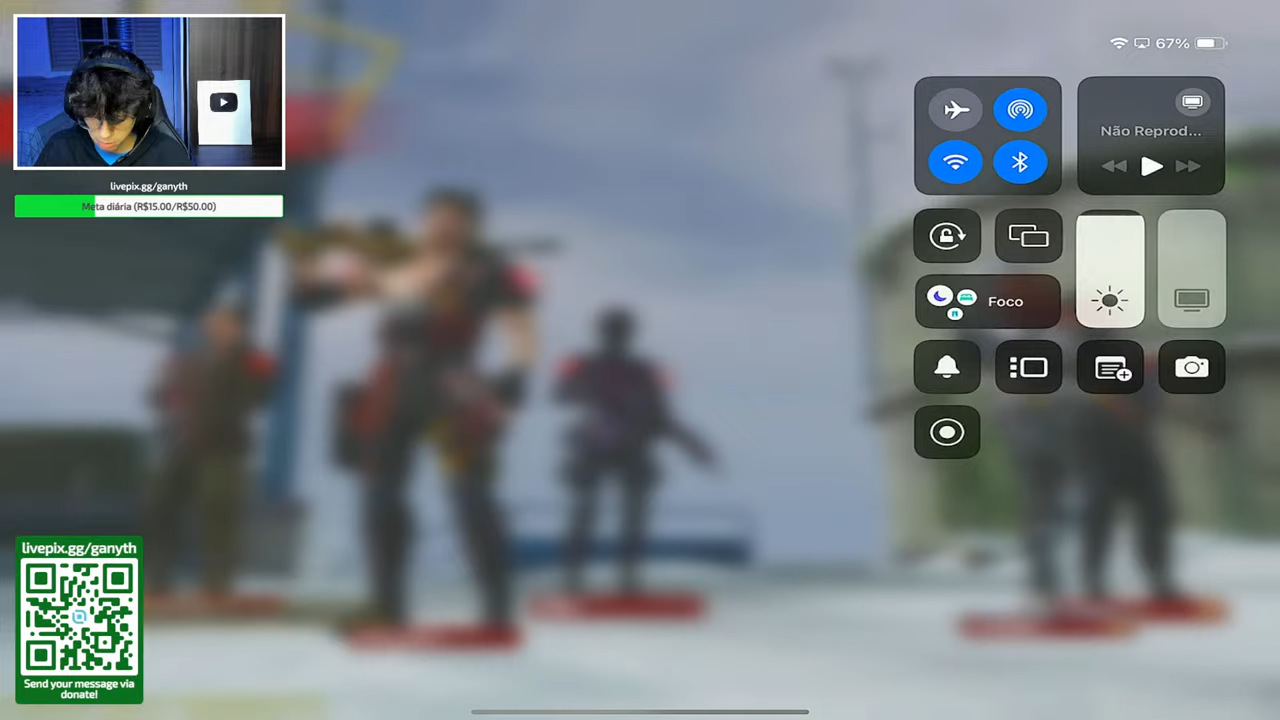 67%
Não Reprod...
Foco
livepix.gg/ganyth
Meta diária (R$15.00/R$50.00)
livepix.gg/ganyth
Send your message via
donate!